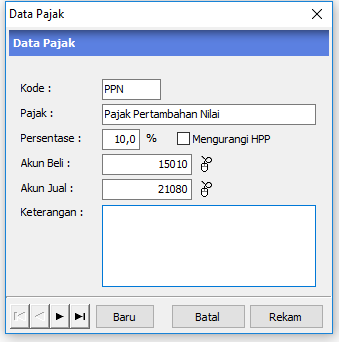 Data Pajak
Data Pajak
Kode : PPN
Pajak : Pajak Pertambahan Nilai
Persentase : 10,0 % Mengurangi HPP
Akun Beli : 15010
Akun Jual : 21080
Keterangan :
Baru Batal Rekam